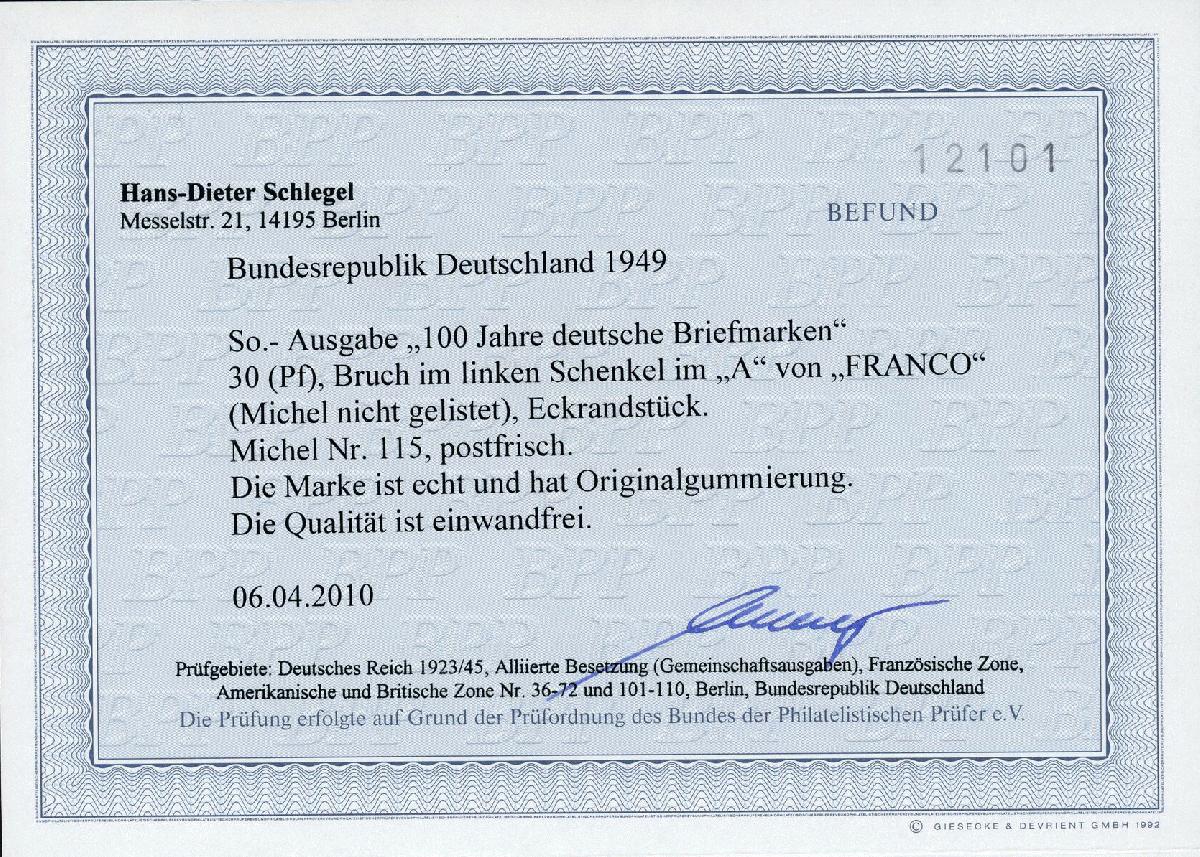 12101
Hans-Dieter Schlegel
Messelstr. 21, 14195 Berlin
BEFUND
Bundesrepublik Deutschland 1949
So.- Ausgabe „100 Jahre deutsche Briefmarken“
30 (Pf), Bruch im linken Schenkel im „A“ von „FRANCO“
(Michel nicht gelistet), Eckrandstück.
Michel Nr. 115, postfrisch.
Die Marke ist echt und hat Originalgummierung.
Die Qualität ist einwandfrei.
06.04.2010
Prüfgebiete: Deutsches Reich 1923/45, Alliierte Besetzung (Gemeinschaftsausgaben), Französische Zone,
Amerikanische und Britische Zone Nr. 36-72 und 101-110, Berlin, Bundesrepublik Deutschland
Die Prüfung erfolgte auf Grund der Prüfordnung des Bundes der Philatelistischen Prüfer e.V.
© GIESECKE & DEVRIENT GMBH 1992